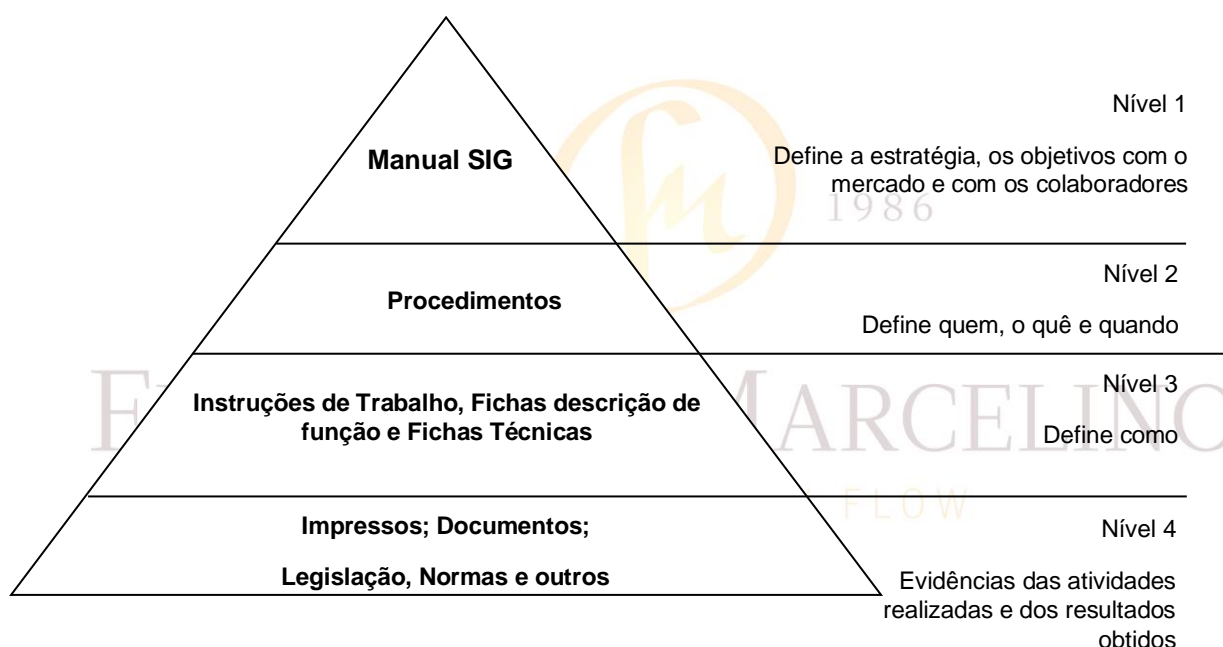 Manual SIG
Nível 1
Define a estratégia, os objetivos com o
mercado e com os colaboradores
1986
Procedimentos
Nível 2
Define quem, o quê e quando
Instruções de Trabalho, Fichas descrição de
função e Fichas Técnicas
Nível 3
Define como
MARCELINO
FLOW
Impressos; Documentos;
Legislação, Normas e outros
Nível 4
Evidências das atividades
realizadas e dos resultados
obtidos